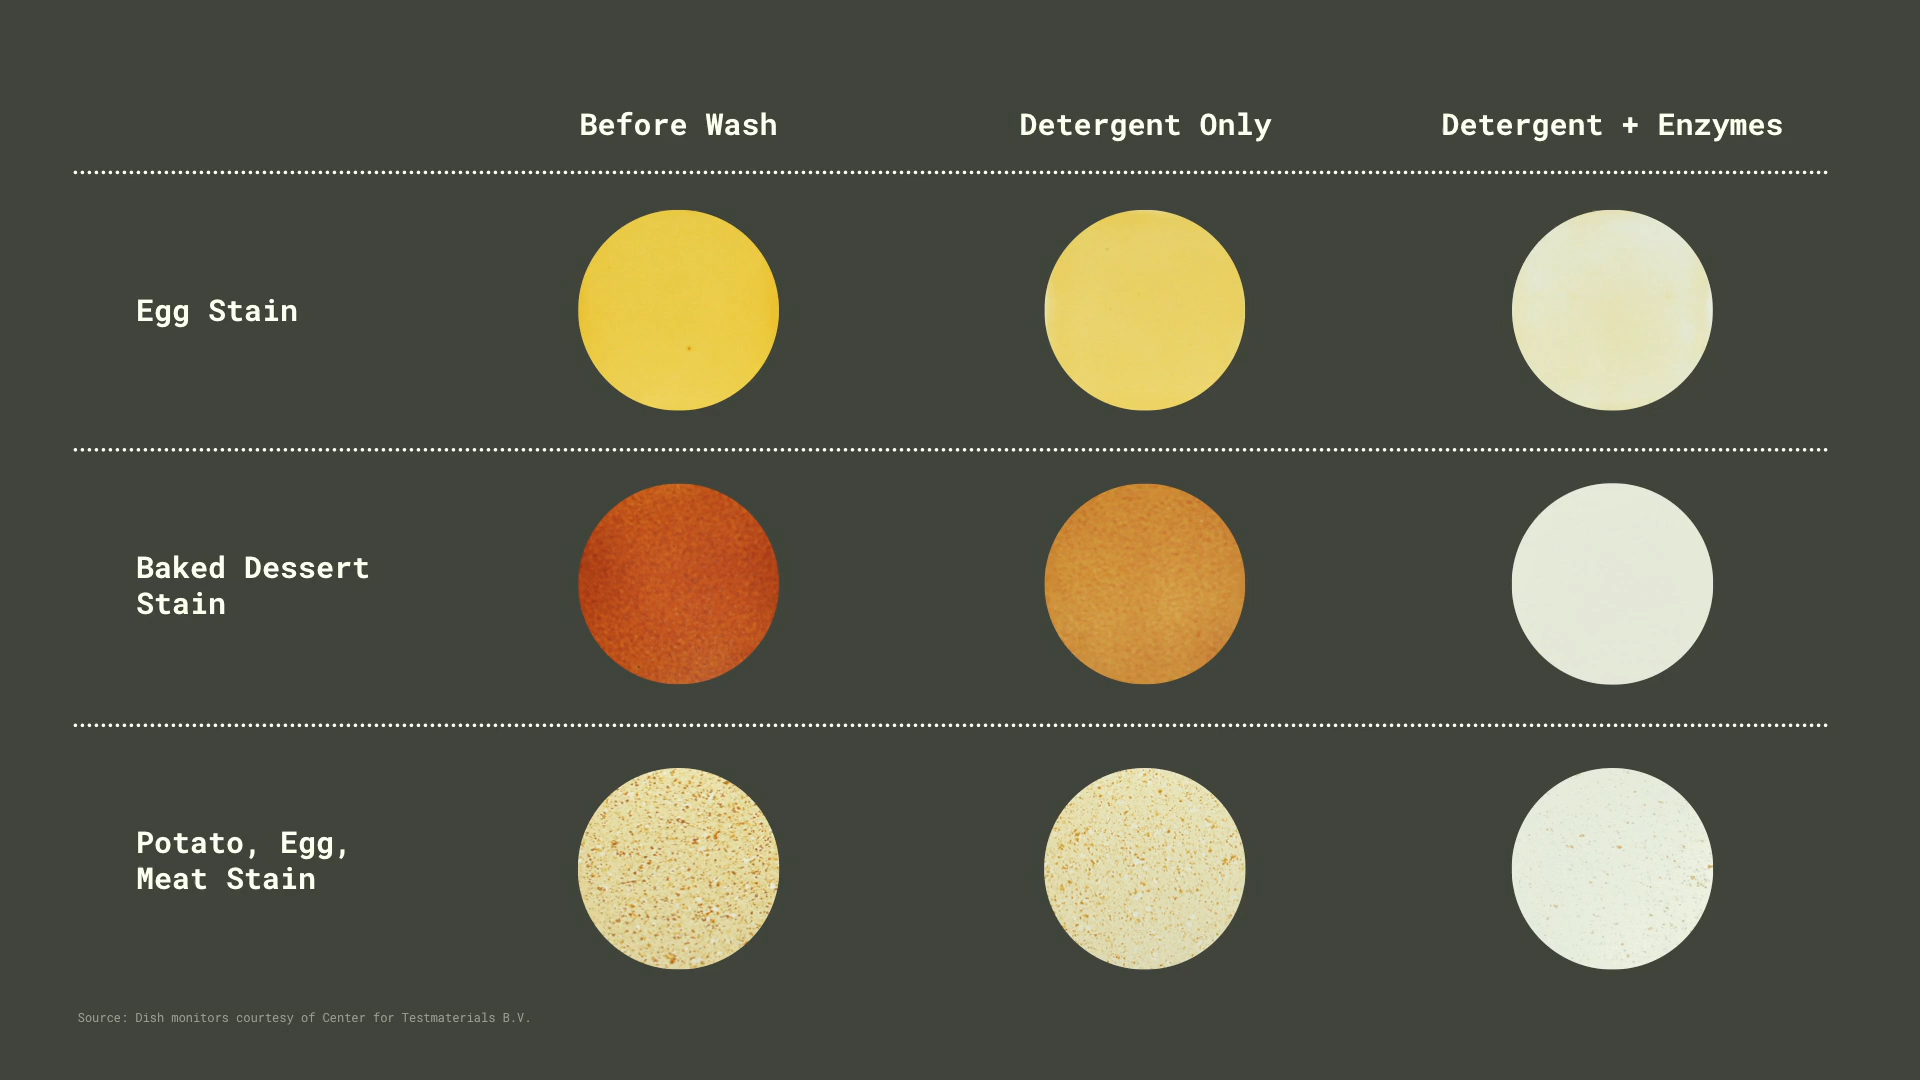 Before Wash
Detergent Only
Detergent + Enzymes
Egg Stain
Baked Dessert
Stain
Potato, Egg,
Meat Stain
Source: Dish monitors courtesy of Center for Testmaterials B.V.